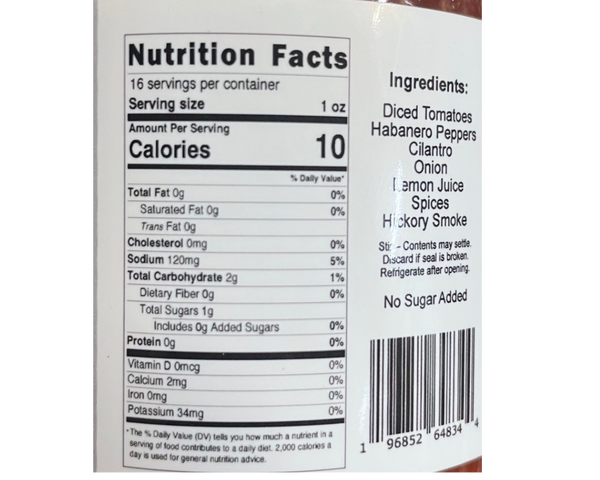 Nutrition Facts
16 servings per container
Serving size 1 oz
Amount Per Serving
Calories 10
% Daily Value*
Total Fat 0g 0%
Saturated Fat 0g 0%
Trans Fat 0g
Cholesterol 0mg 0%
Sodium 120mg 5%
Total Carbohydrate 2g 1%
Dietary Fiber 0g 0%
Total Sugars 1g
Includes 0g Added Sugars 0%
Protein 0g 0%
Vitamin D 0mcg 0%
Calcium 2mg 0%
Iron 0mg 0%
Potassium 34mg 0%
*The % Daily Value (DV) tells you how much a nutrient in a
serving of food contributes to a daily diet. 2,000 calories a
day is used for general nutrition advice.
Ingredients:
Diced Tomatoes
Habanero Peppers
Cilantro
Onion
Lemon Juice
Spices
Hickory Smoke
Stir - Contents may settle.
Discard if seal is broken.
Refrigerate after opening.
No Sugar Added
1 96852 64834 4